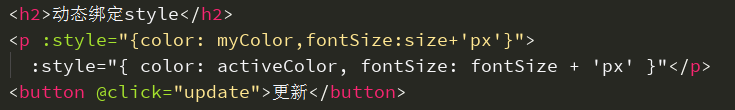 <h2>动态绑定style</h2>
<p :style="{color: myColor,fontSize:size+'px'}">
:style="{ color: activeColor, fontSize: fontSize + 'px' }"</p>
<button @click="update">更新</button>